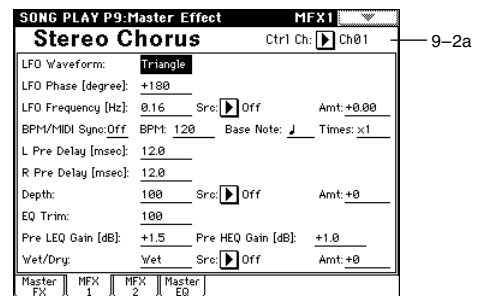 SONG PLAY P9:Master Effect MFX1
Stereo Chorus Ctrl Ch: Ch01 9–2a
LFO Waveform: Triangle
LFO Phase [degree]: +180
LFO Frequency [Hz]: 0.16 Src: Off Amt: +0.00
BPM/MIDI Sync: Off BPM: 120 Base Note: ♩ Times: x1
L Pre Delay [msec]: 12.0
R Pre Delay [msec]: 12.0
Depth: 100 Src: Off Amt: +0
EQ Trim: 100
Pre LEQ Gain [dB]: +1.5 Pre HEQ Gain [dB]: +1.0
Wet/Dry: Wet Src: Off Amt: +0
Master FX MFX 1 MFX 2 Master EQ